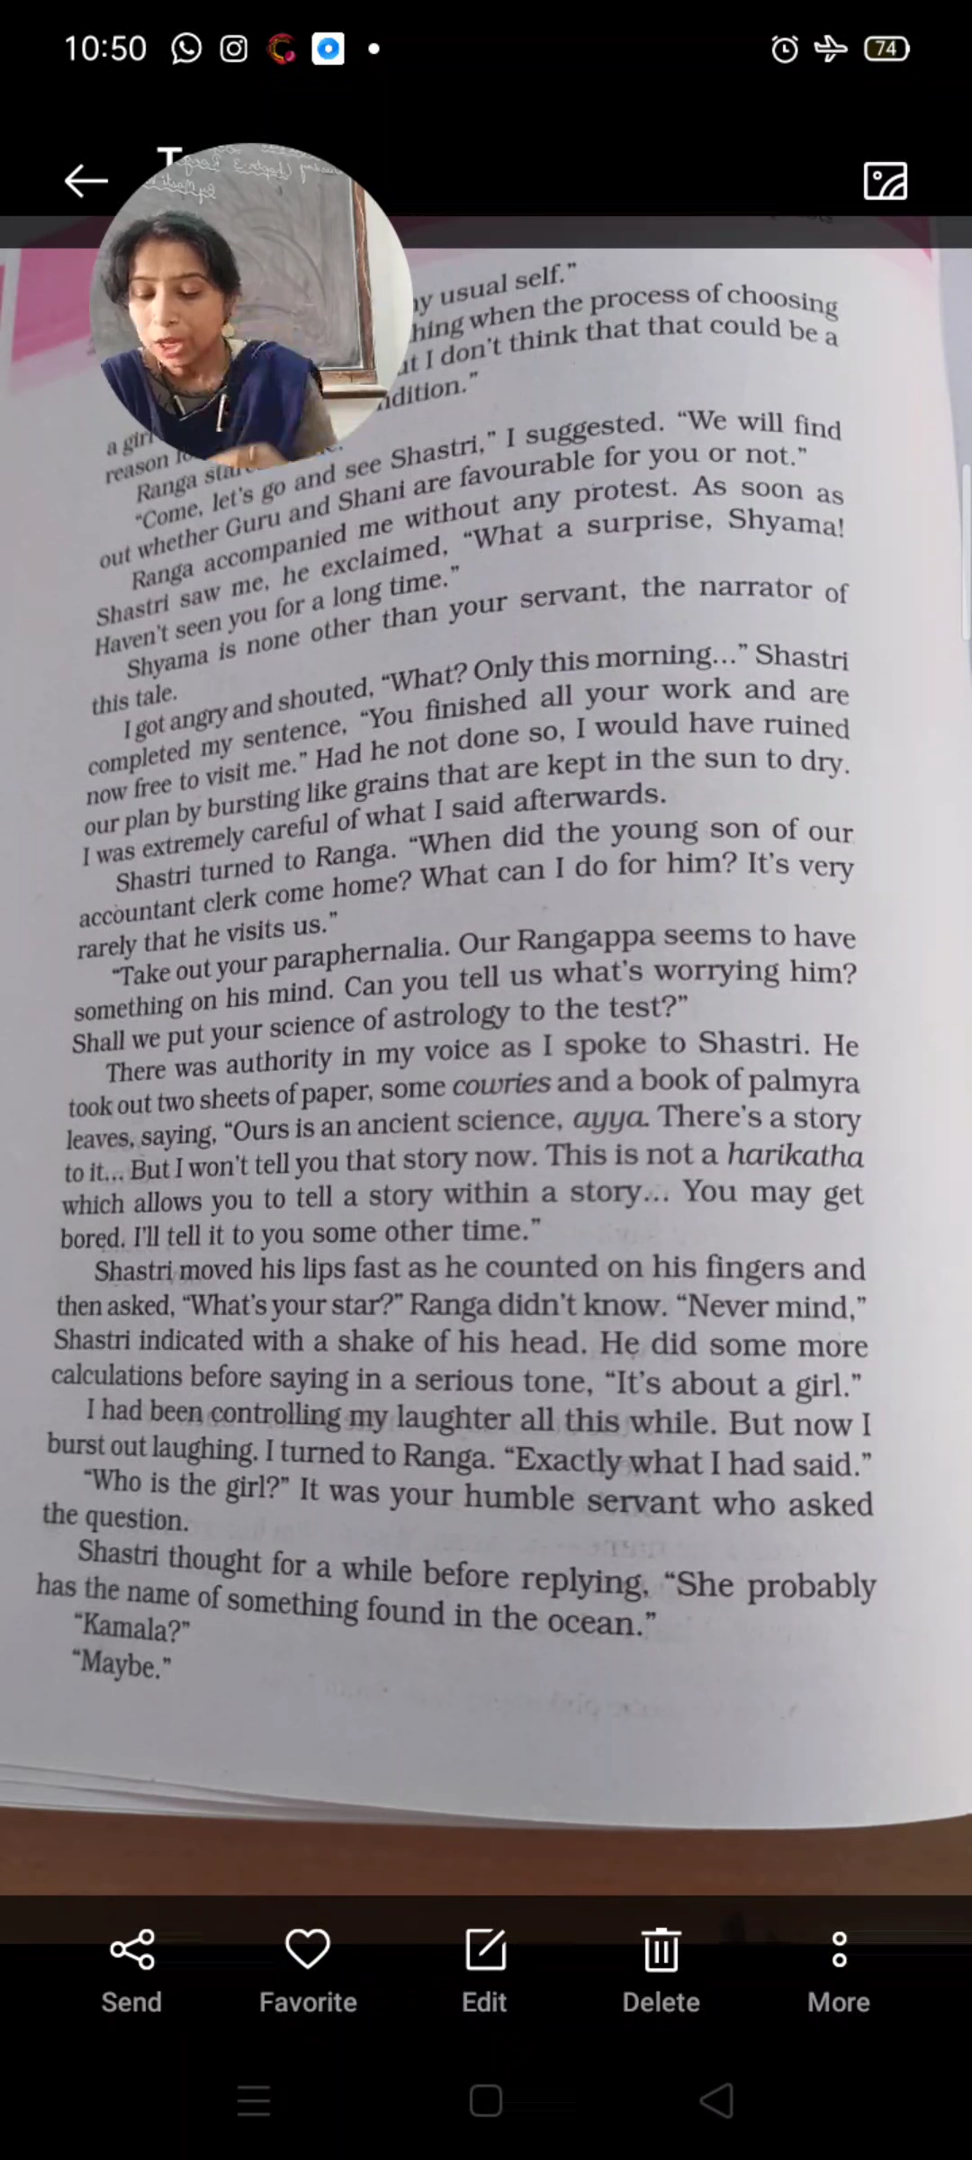 10:50
74
T
y usual self.”
hing when the process of choosing
t I don’t think that that could be a
ndition.”
a girl
reason
Ranga
“Come, let’s go and see Shastri,” I suggested. “We will find
out whether Guru and Shani are favourable for you or not.”
Ranga accompanied me without any protest. As soon as
Shastri saw me, he exclaimed, “What a surprise, Shyama!
Haven’t seen you for a long time.”
Shyama is none other than your servant, the narrator of
this tale.
I got angry and shouted, “What? Only this morning...” Shastri
completed my sentence, “You finished all your work and are
now free to visit me.” Had he not done so, I would have ruined
our plan by bursting like grains that are kept in the sun to dry.
I was extremely careful of what I said afterwards.
Shastri turned to Ranga. “When did the young son of our
accountant clerk come home? What can I do for him? It’s very
rarely that he visits us.”
“Take out your paraphernalia. Our Rangappa seems to have
something on his mind. Can you tell us what’s worrying him?
Shall we put your science of astrology to the test?”
There was authority in my voice as I spoke to Shastri. He
took out two sheets of paper, some cowries and a book of palmyra
leaves, saying, “Ours is an ancient science, ayya. There’s a story
to it... But I won’t tell you that story now. This is not a harikatha
which allows you to tell a story within a story... You may get
bored. I’ll tell it to you some other time.”
Shastri moved his lips fast as he counted on his fingers and
then asked, “What’s your star?” Ranga didn’t know. “Never mind,”
Shastri indicated with a shake of his head. He did some more
calculations before saying in a serious tone, “It’s about a girl.”
I had been controlling my laughter all this while. But now I
burst out laughing. I turned to Ranga. “Exactly what I had said.”
“Who is the girl?” It was your humble servant who asked
the question.
Shastri thought for a while before replying, “She probably
has the name of something found in the ocean.”
“Kamala?”
“Maybe.”
Send
Favorite
Edit
Delete
More